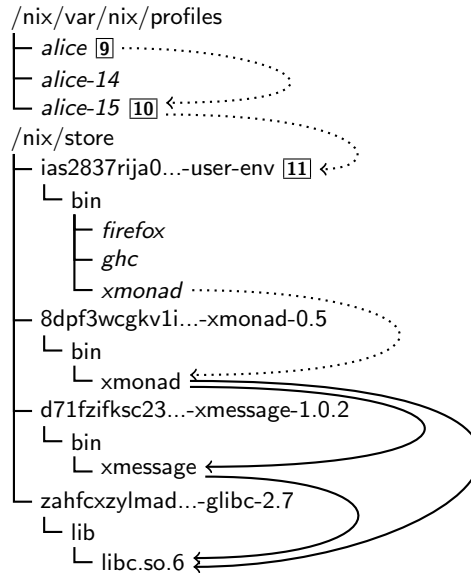 /nix/var/nix/profiles
alice 9
alice-14
alice-15 10
/nix/store
ias2837rija0...-user-env 11
bin
firefox
ghc
xmonad
8dpf3wcgkv1i...-xmonad-0.5
bin
xmonad
d71fzifksc23...-xmessage-1.0.2
bin
xmessage
zahfcxzylmad...-glibc-2.7
lib
libc.so.6